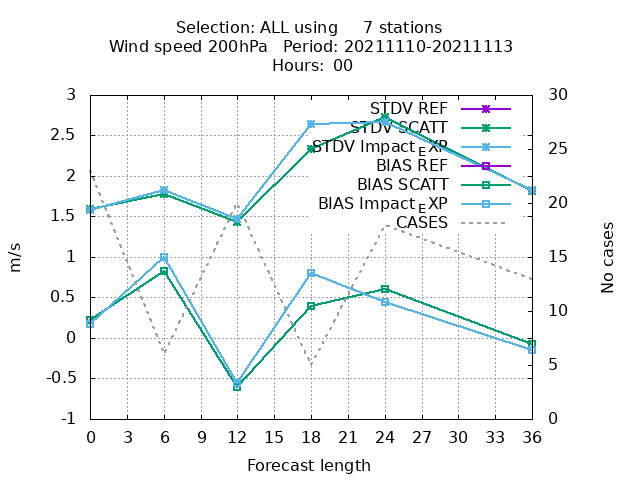 Selection: ALL using 7 stations
Wind speed 200hPa Period: 20211110-20211113
Hours: 00
3
2.5
2
1.5
1
0.5
0
-0.5
-1
30
25
20
15
10
5
0
STDV REF
STDV SCATT
STDV Impact_EXP
BIAS REF
BIAS SCATT
BIAS Impact_EXP
CASES
m/s
No cases
0 3 6 9 12 15 18 21 24 27 30 33 36
Forecast length